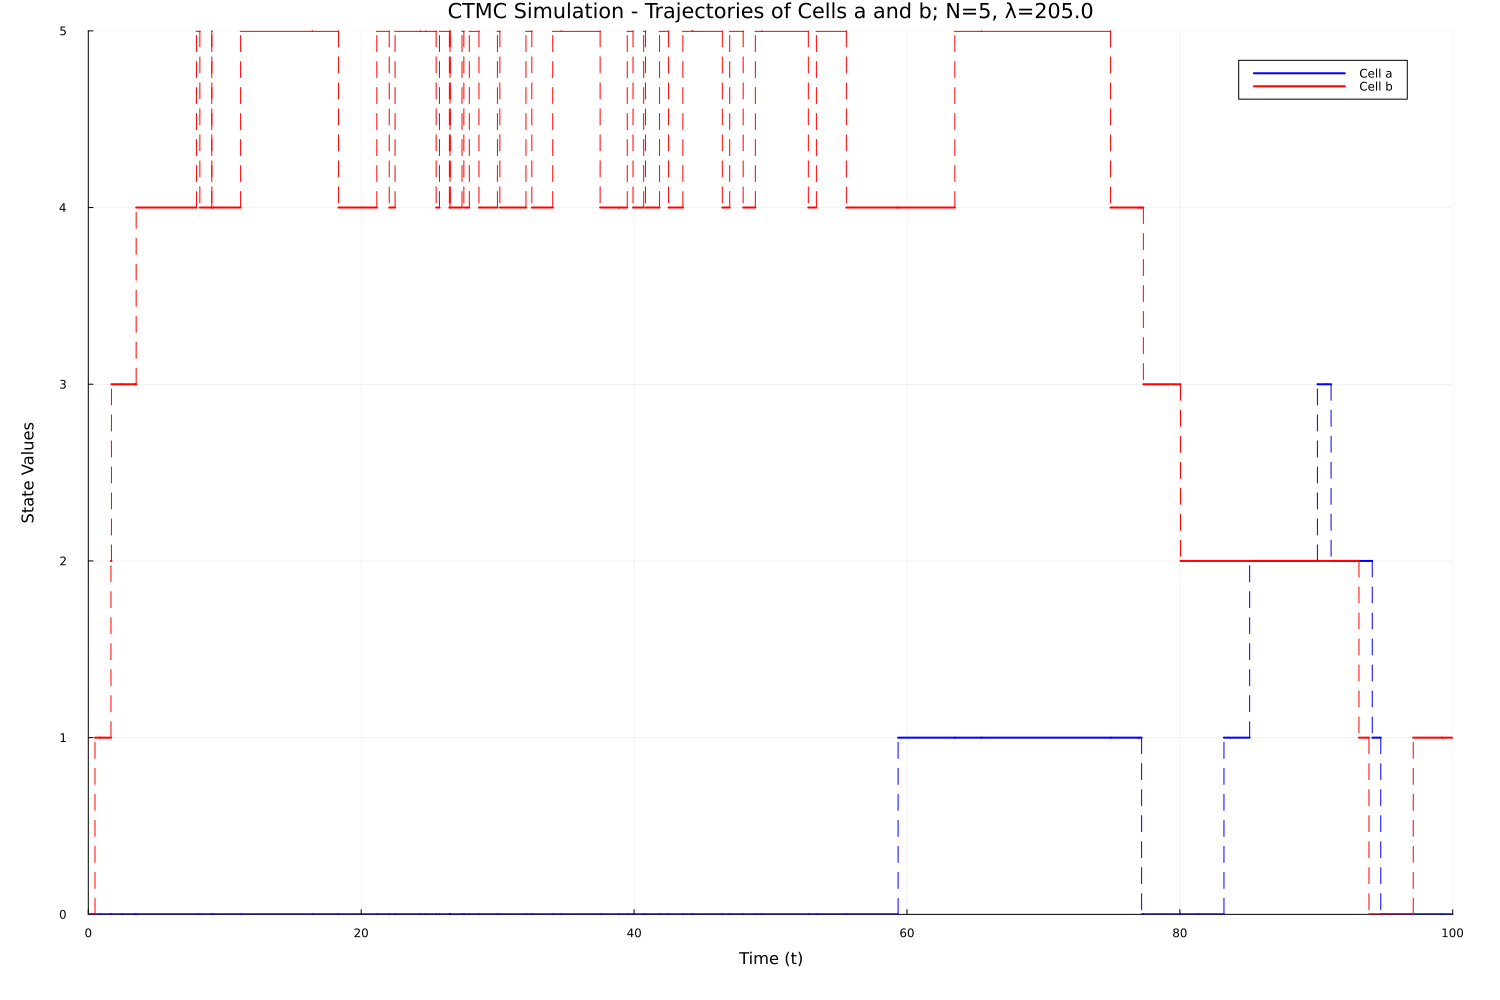 CTMC Simulation - Trajectories of Cells a and b; N=5, λ=205.0
5
Cell a
Cell b
4
3
State Values
2
1
0
0 20 40 60 80 100
Time (t)